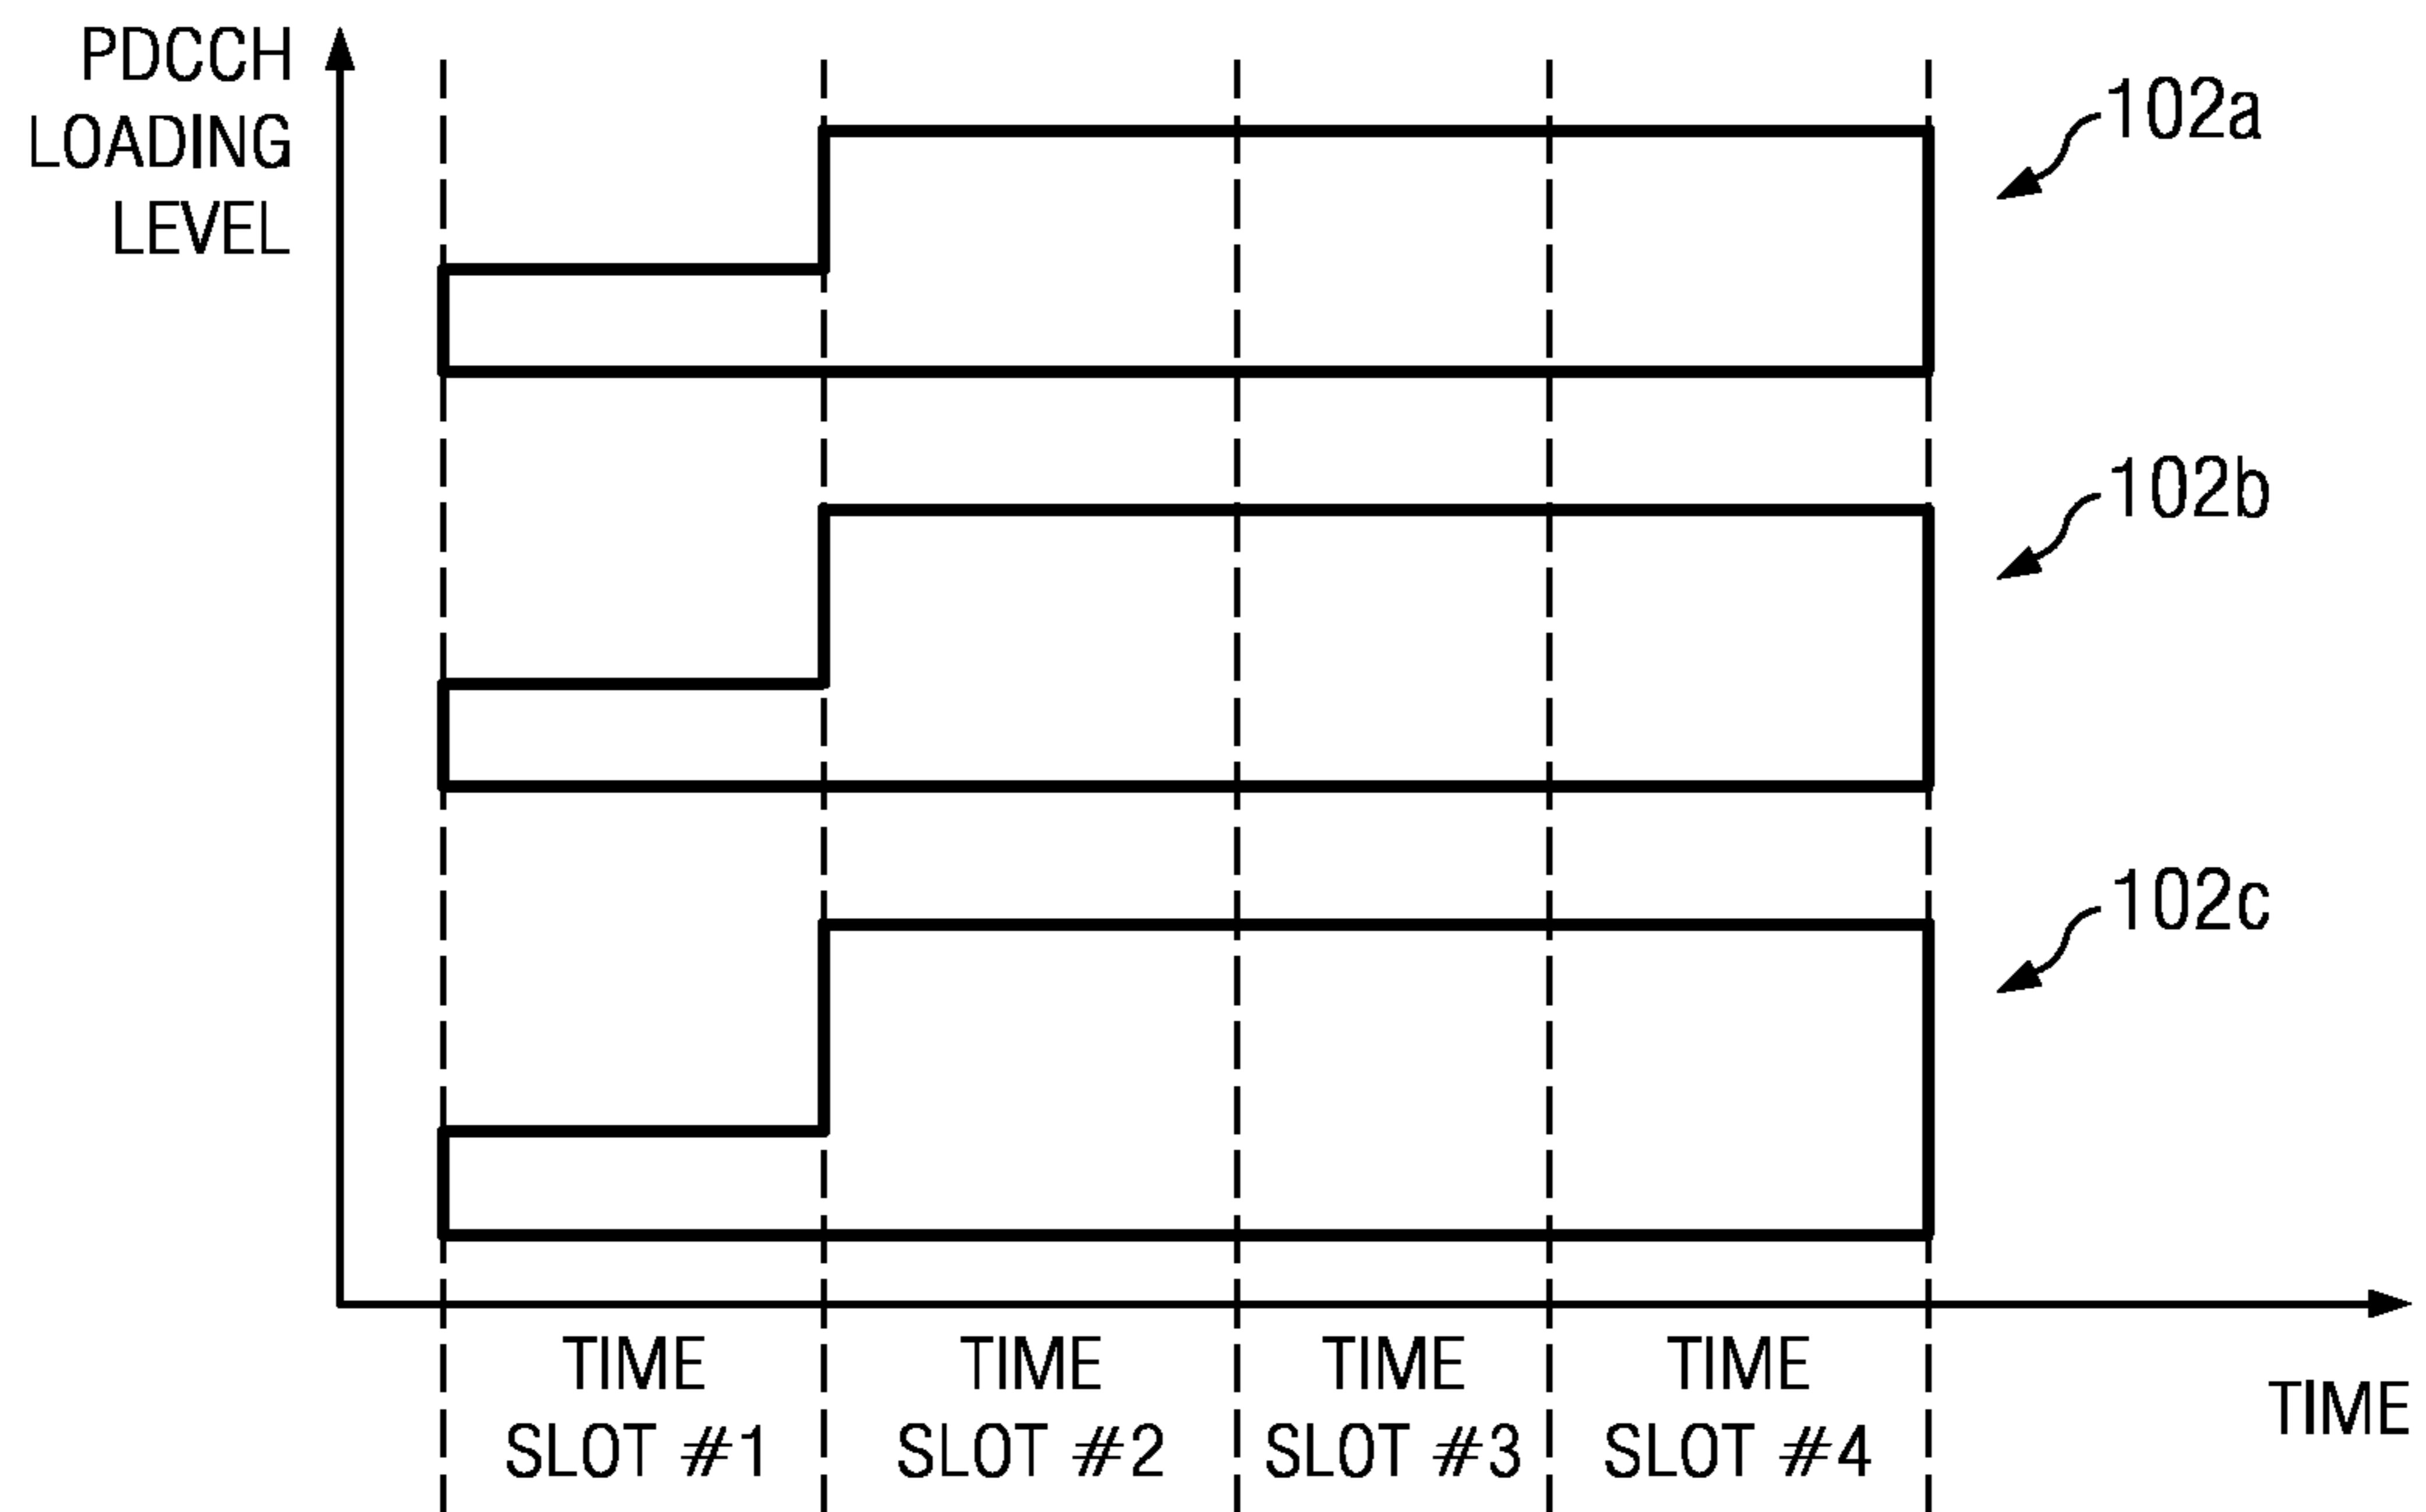 PDCCH
LOADING
LEVEL
102a
102b
102c
TIME
SLOT #1
TIME
SLOT #2
TIME
SLOT #3
TIME
SLOT #4
TIME